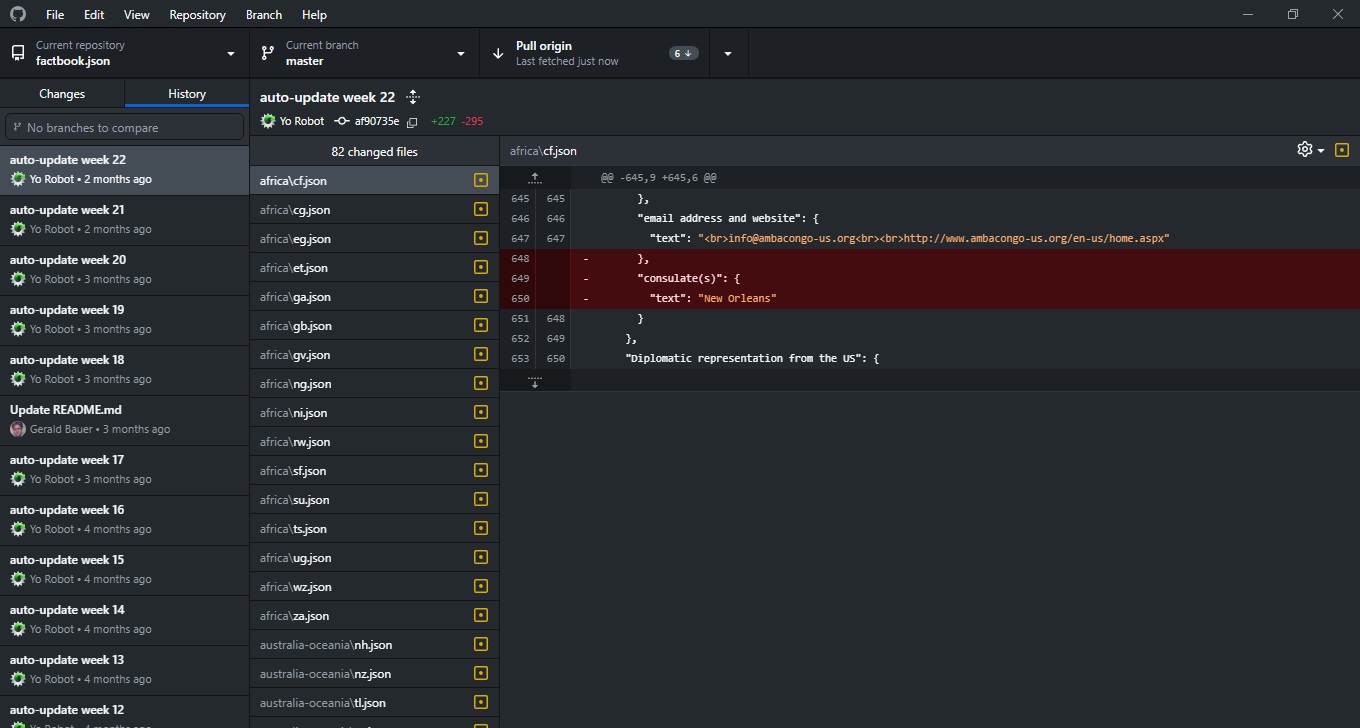 File Edit View Repository Branch Help
Current repository
factbook.json
Current branch
master
Pull origin
Last fetched just now
6
Changes
History
No branches to compare
auto-update week 22
Yo Robot • 2 months ago
auto-update week 21
Yo Robot • 2 months ago
auto-update week 20
Yo Robot • 3 months ago
auto-update week 19
Yo Robot • 3 months ago
auto-update week 18
Yo Robot • 3 months ago
Update README.md
Gerald Bauer • 3 months ago
auto-update week 17
Yo Robot • 3 months ago
auto-update week 16
Yo Robot • 4 months ago
auto-update week 15
Yo Robot • 4 months ago
auto-update week 14
Yo Robot • 4 months ago
auto-update week 13
Yo Robot • 4 months ago
auto-update week 12
auto-update week 22
Yo Robot af90735e +227 -295
82 changed files
africa\cf.json
africa\cg.json
africa\eg.json
africa\et.json
africa\ga.json
africa\gb.json
africa\gv.json
africa\ng.json
africa\ni.json
africa\rw.json
africa\sf.json
africa\su.json
africa\ts.json
africa\ug.json
africa\wz.json
africa\za.json
australia-oceania\nh.json
australia-oceania\nz.json
australia-oceania\tl.json
africa\cf.json
@@ -645,9 +645,6 @@
645 645 },
646 646 "email address and website": {
647 647 "text": "<br>info@ambacongo-us.org<br><br>http://www.ambacongo-us.org/en-us/home.aspx"
648 - },
649 - "consulate(s)": {
650 - "text": "New Orleans"
651 648 }
652 649 },
653 650 "Diplomatic representation from the US": {